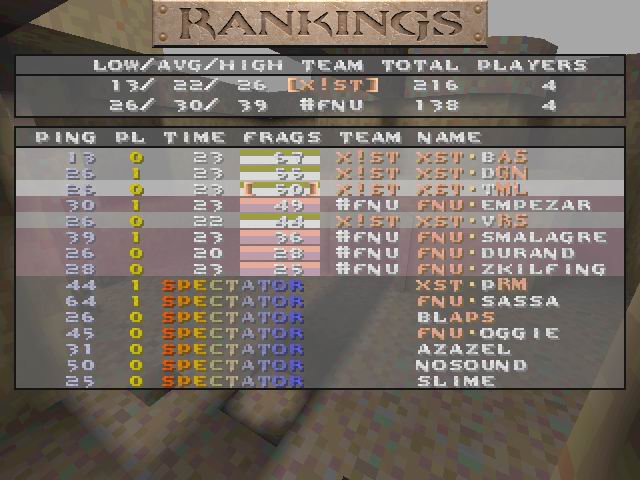 RANKINGS
LOW/AVG/HIGH TEAM TOTAL PLAYERS
13/ 22/ 26 [X!ST] 216 4
26/ 30/ 39 #FNU 138 4
PING PL TIME FRAGS TEAM NAME
13 0 23 67 X!ST XST·BAS
26 1 23 55 X!ST XST·DGN
26 0 23 [ 50 ] X!ST XST·TML
30 1 23 49 #FNU FNU·EMPEZAR
26 0 22 44 X!ST XST·VRS
39 1 23 36 #FNU FNU·SMALAGRE
26 0 20 28 #FNU FNU·DURAND
28 0 23 25 #FNU FNU·ZKILFING
44 1 SPECTATOR XST·PRM
64 1 SPECTATOR FNU·SASSA
26 0 SPECTATOR BLAPS
45 0 SPECTATOR FNU·OGGIE
31 0 SPECTATOR AZAZEL
50 0 SPECTATOR NOSOUND
25 0 SPECTATOR SLIME